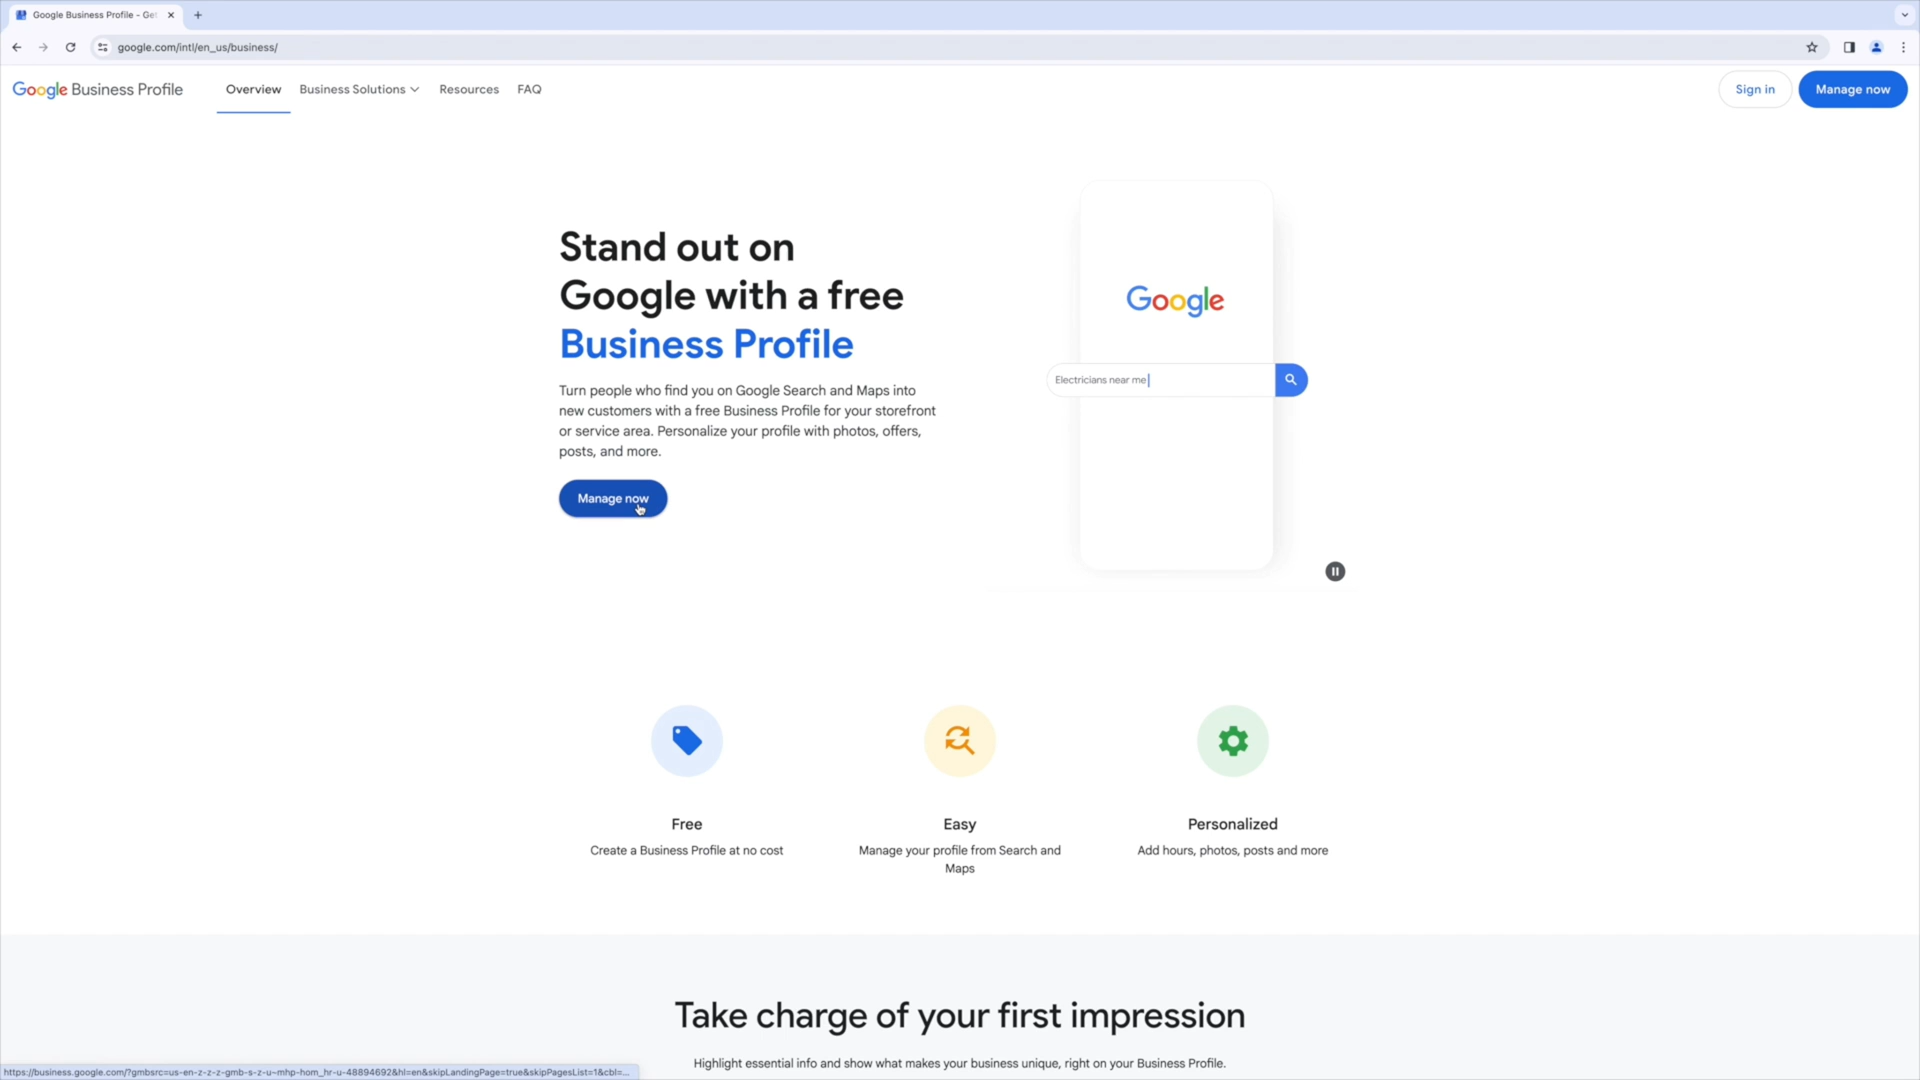 Google Business Profile - Get
google.com/intl/en_us/business/
Google Business Profile
Overview
Business Solutions
Resources
FAQ
Sign in
Manage now
Stand out on
Google with a free
Business Profile
Turn people who find you on Google Search and Maps into
new customers with a free Business Profile for your storefront
or service area. Personalize your profile with photos, offers,
posts, and more.
Manage now
Google
Electricians near me
Free
Create a Business Profile at no cost
Easy
Manage your profile from Search and
Maps
Personalized
Add hours, photos, posts and more
Take charge of your first impression
Highlight essential info and show what makes your business unique, right on your Business Profile.
https://business.google.com/?gmbsrc=us-en-z-z-z-gmb-s-z-u~mhp-hom_hr-u-48894692&hl=en&skipLandingPage=true&skipPagesList=1&cbl=...